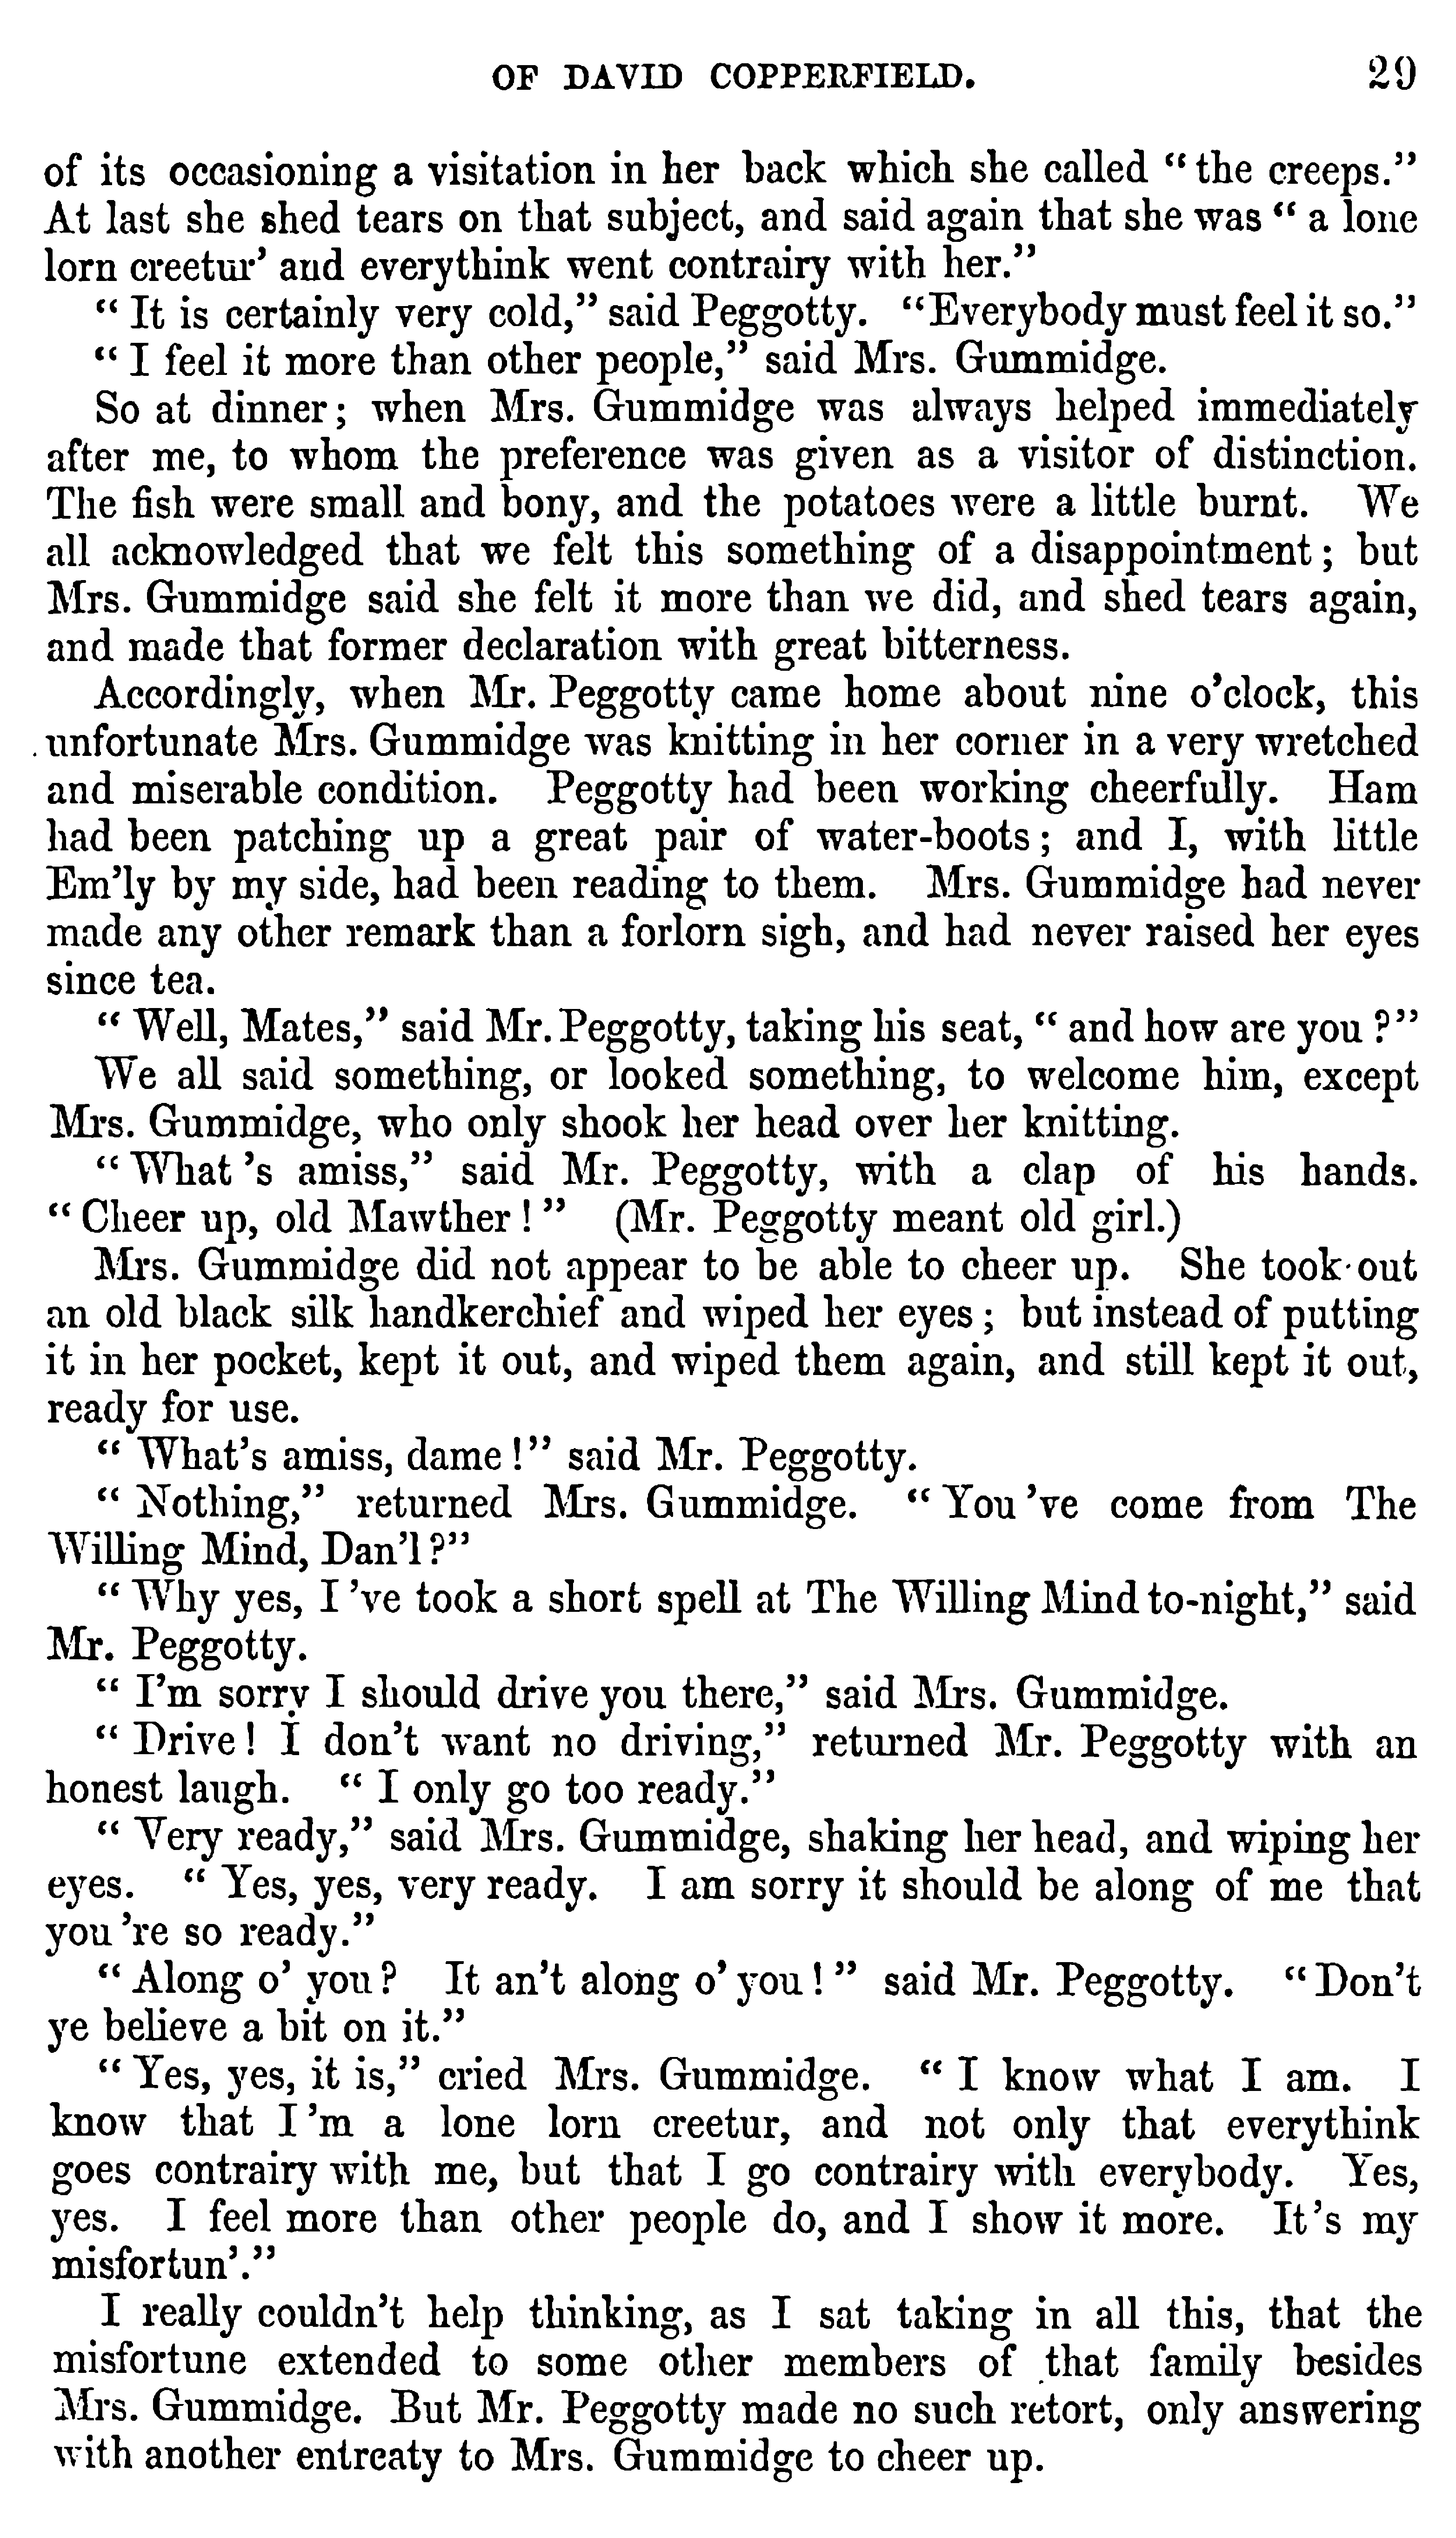 OF DAVID COPPERFIELD. 29
of its occasioning a visitation in her back which she called “the creeps.”
At last she shed tears on that subject, and said again that she was “ a lone
lorn creetur’ and everythink went contrairy with her.”
“ It is certainly very cold,” said Peggotty. “Everybody must feel it so.”
“ I feel it more than other people,” said Mrs. Gummidge.
So at dinner; when Mrs. Gummidge was always helped immediately
after me, to whom the preference was given as a visitor of distinction.
The fish were small and bony, and the potatoes were a little burnt. We
all acknowledged that we felt this something of a disappointment; but
Mrs. Gummidge said she felt it more than we did, and shed tears again,
and made that former declaration with great bitterness.
Accordingly, when Mr. Peggotty came home about nine o’clock, this
unfortunate Mrs. Gummidge was knitting in her corner in a very wretched
and miserable condition. Peggotty had been working cheerfully. Ham
had been patching up a great pair of water-boots; and I, with little
Em’ly by my side, had been reading to them. Mrs. Gummidge had never
made any other remark than a forlorn sigh, and had never raised her eyes
since tea.
“ Well, Mates,” said Mr. Peggotty, taking his seat, “ and how are you ?”
We all said something, or looked something, to welcome him, except
Mrs. Gummidge, who only shook her head over her knitting.
“ What ’s amiss,” said Mr. Peggotty, with a clap of his hands.
“ Cheer up, old Mawther ! ” (Mr. Peggotty meant old girl.)
Mrs. Gummidge did not appear to be able to cheer up. She took out
an old black silk handkerchief and wiped her eyes ; but instead of putting
it in her pocket, kept it out, and wiped them again, and still kept it out,
ready for use.
“ What’s amiss, dame !” said Mr. Peggotty.
“ Nothing,” returned Mrs. Gummidge. “ You ’ve come from The
Willing Mind, Dan’l ?”
“ Why yes, I ’ve took a short spell at The Willing Mind to-night,” said
Mr. Peggotty.
“ I’m sorry I should drive you there,” said Mrs. Gummidge.
“ Drive ! I don’t want no driving,” returned Mr. Peggotty with an
honest laugh. “ I only go too ready.”
“ Very ready,” said Mrs. Gummidge, shaking her head, and wiping her
eyes. “ Yes, yes, very ready. I am sorry it should be along of me that
you ’re so ready.”
“ Along o’ you ? It an’t along o’ you ! ” said Mr. Peggotty. “ Don’t
ye believe a bit on it.”
“ Yes, yes, it is,” cried Mrs. Gummidge. “ I know what I am. I
know that I ’m a lone lorn creetur, and not only that everythink
goes contrairy with me, but that I go contrairy with everybody. Yes,
yes. I feel more than other people do, and I show it more. It ’s my
misfortun’.”
I really couldn’t help thinking, as I sat taking in all this, that the
misfortune extended to some other members of that family besides
Mrs. Gummidge. But Mr. Peggotty made no such retort, only answering
with another entreaty to Mrs. Gummidge to cheer up.